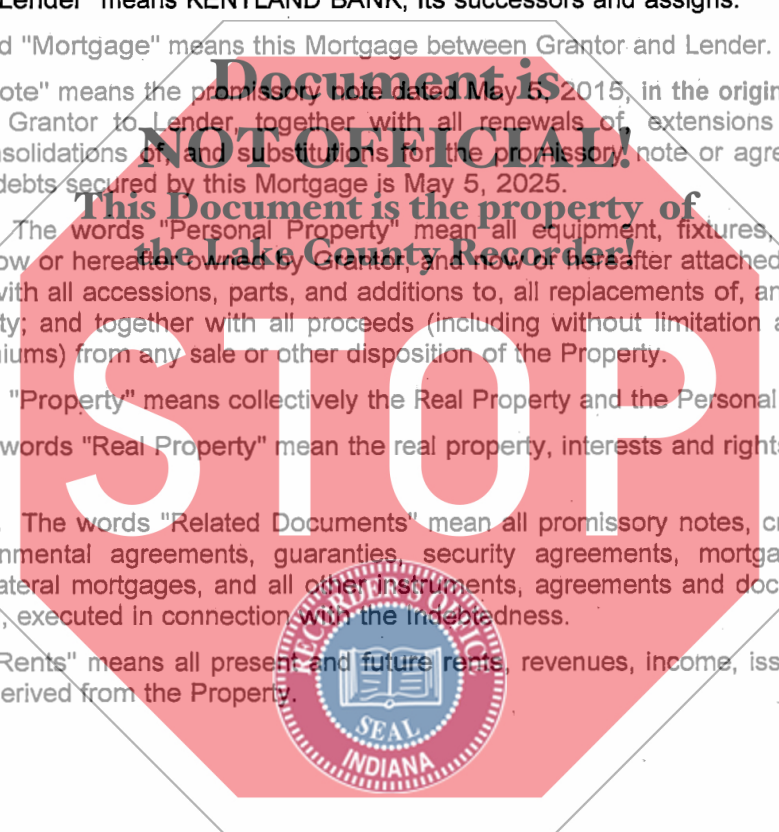 Lender" means KENTLAND BANK, its successors and assigns.
d "Mortgage" means this Mortgage between Grantor and Lender.
Document is
ote" means the promissory note dated May 5, 2015, in the origin
Grantor to Lender, together with all renewals of, extensions
NOT OFFICIAL!
nsolidations of, and substitutions for the promissory note or agre
debts secured by this Mortgage is May 5, 2025.
This Document is the property of
The words "Personal Property" mean all equipment, fixtures,
the Lake County Recorder!
ow or hereafter owned by Grantor, and now or hereafter attached
with all accessions, parts, and additions to, all replacements of, an
ty; and together with all proceeds (including without limitation a
niums) from any sale or other disposition of the Property.
STOP
"Property" means collectively the Real Property and the Personal
words "Real Property" mean the real property, interests and rights
The words "Related Documents" mean all promissory notes, cr
nmental agreements, guaranties, security agreements, mortga
ateral mortgages, and all other instruments, agreements and doc
, executed in connection with the Indebtedness.
RECORDER'S OFFICE
Rents" means all present and future rents, revenues, income, iss
erived from the Property.
SEAL
INDIANA